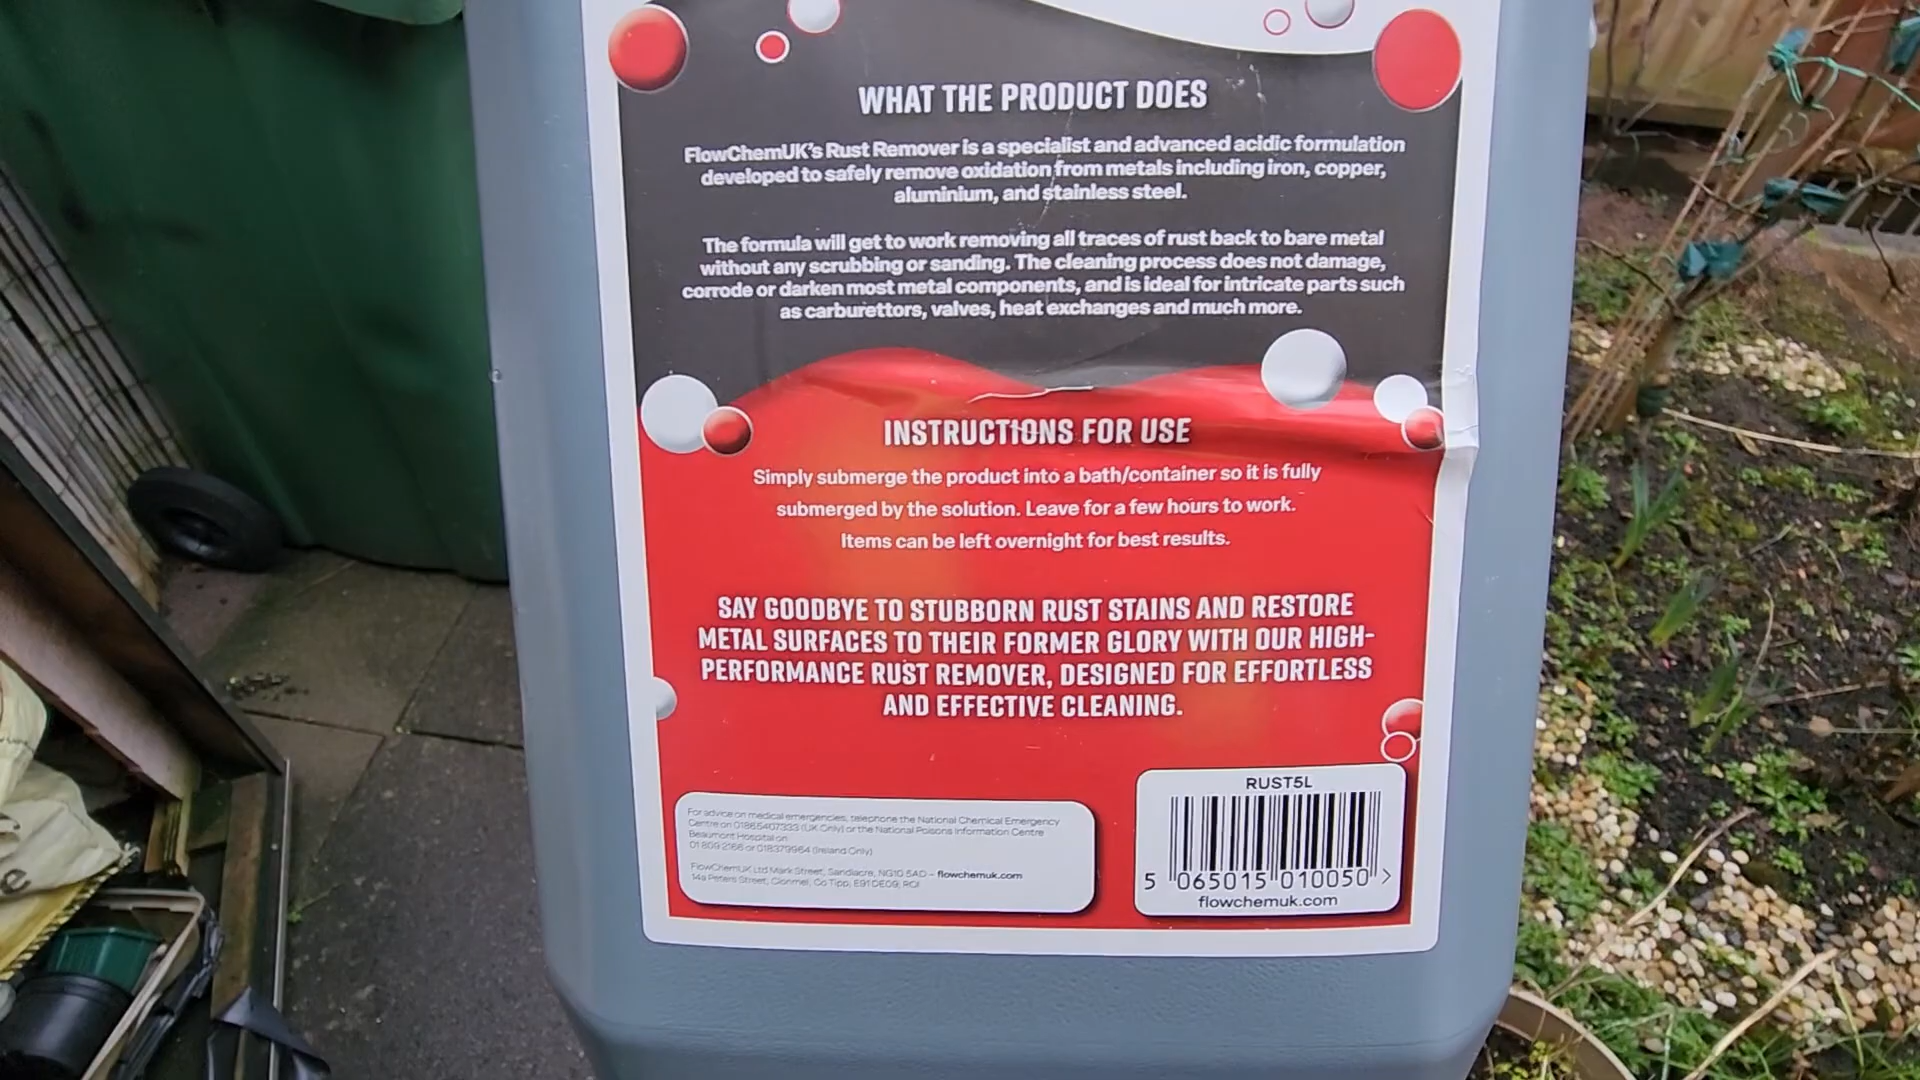 WHAT THE PRODUCT DOES
FlowChemUK's Rust Remover is a specialist and advanced acidic formulation
developed to safely remove oxidation from metals including iron, copper,
aluminium, and stainless steel.
The formula will get to work removing all traces of rust back to bare metal
without any scrubbing or sanding. The cleaning process does not damage,
corrode or darken most metal components, and is ideal for intricate parts such
as carburettors, valves, heat exchanges and much more.
INSTRUCTIONS FOR USE
Simply submerge the product into a bath/container so it is fully
submerged by the solution. Leave for a few hours to work.
Items can be left overnight for best results.
SAY GOODBYE TO STUBBORN RUST STAINS AND RESTORE
METAL SURFACES TO THEIR FORMER GLORY WITH OUR HIGH-
PERFORMANCE RUST REMOVER, DESIGNED FOR EFFORTLESS
AND EFFECTIVE CLEANING.
For advice on medical emergencies, telephone the National Chemical Emergency
Centre on 01865407333 (UK Only) or the National Poisons Information Centre
Beaumont Hospital on
01 809 2166 or 018379964 (Ireland Only)
FlowChemUK Ltd Mark Street, Sandiacre, NG10 5AD - flowchemuk.com
14a Peters Street, Clonmel, Co Tipp, E91 DE09, ROI
RUST5L
5 065015 010050 >
flowchemuk.com